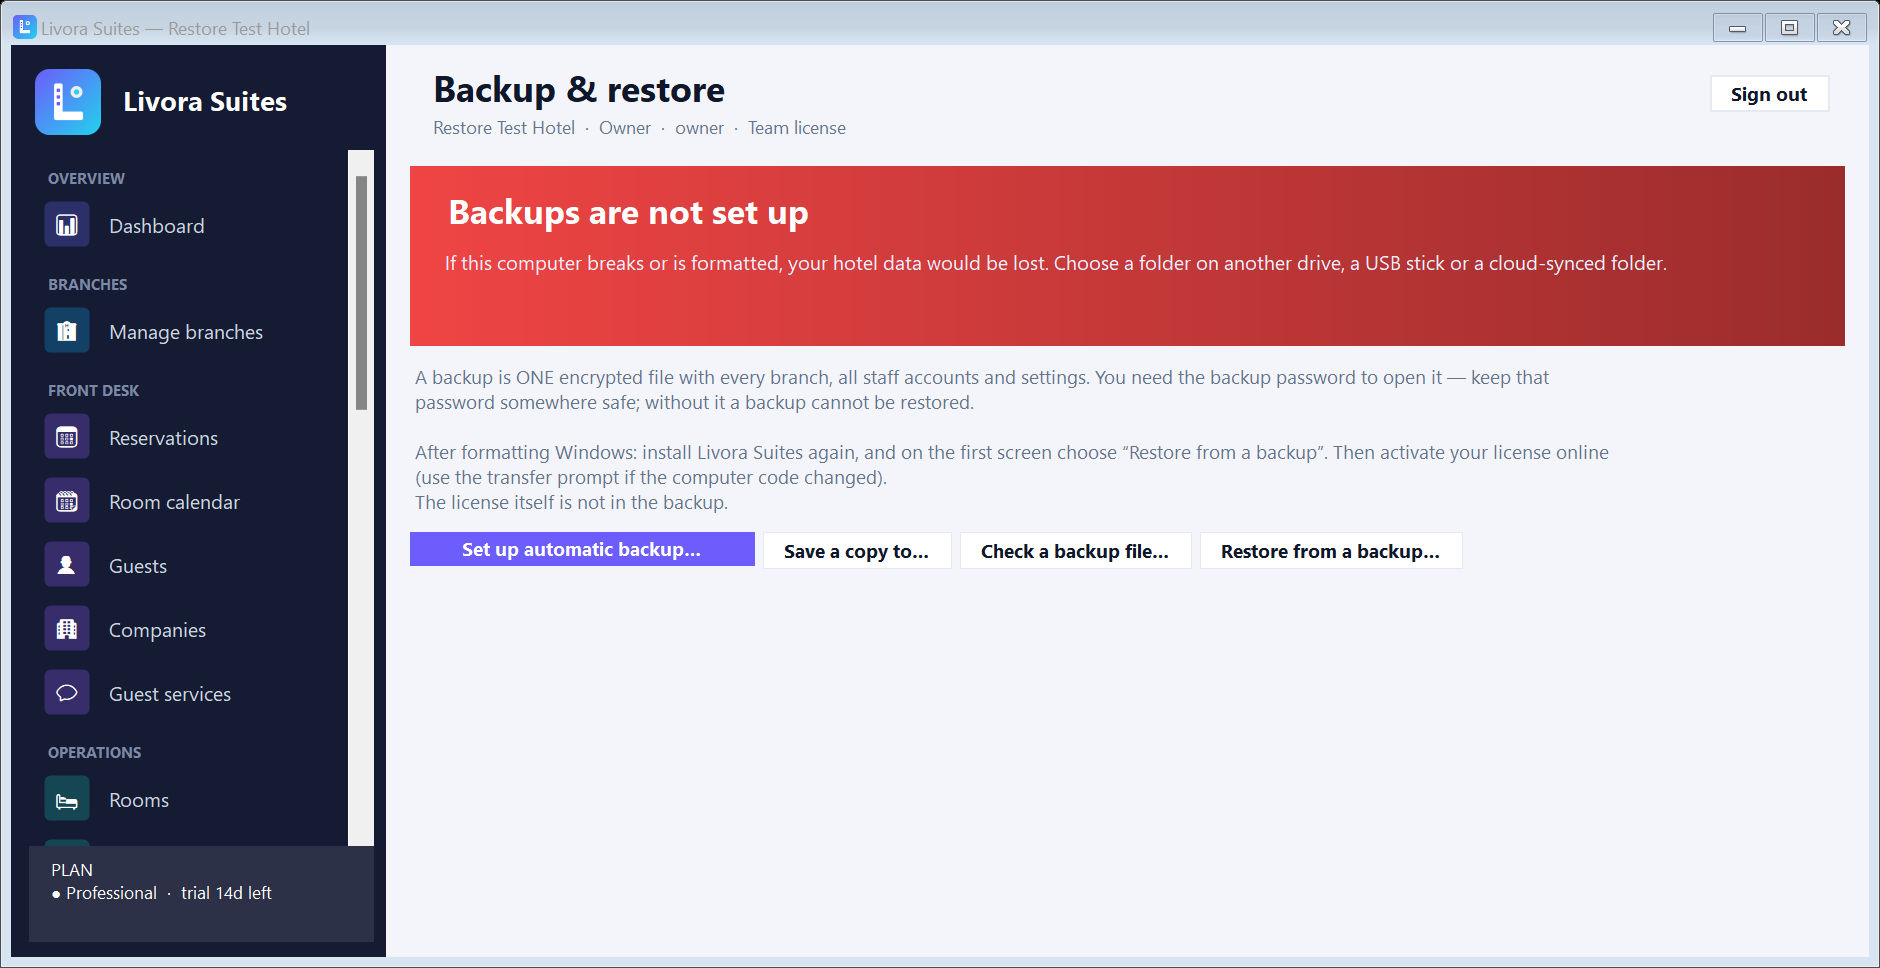 Livora Suites — Restore Test Hotel
Livora Suites
OVERVIEW
Dashboard
BRANCHES
Manage branches
FRONT DESK
Reservations
Room calendar
Guests
Companies
Guest services
OPERATIONS
Rooms
PLAN
● Professional · trial 14d left
Backup & restore
Restore Test Hotel · Owner · owner · Team license
Sign out
Backups are not set up
If this computer breaks or is formatted, your hotel data would be lost. Choose a folder on another drive, a USB stick or a cloud-synced folder.
A backup is ONE encrypted file with every branch, all staff accounts and settings. You need the backup password to open it — keep that
password somewhere safe; without it a backup cannot be restored.
After formatting Windows: install Livora Suites again, and on the first screen choose “Restore from a backup”. Then activate your license online
(use the transfer prompt if the computer code changed).
The license itself is not in the backup.
Set up automatic backup...
Save a copy to...
Check a backup file...
Restore from a backup...